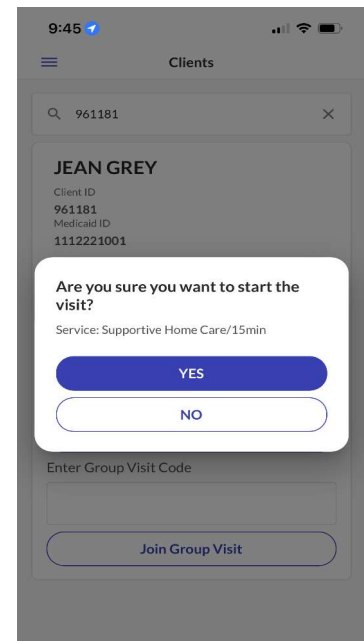 9:45
Clients
961181
JEAN GREY
Client ID
961181
Medicaid ID
1112221001
Are you sure you want to start the
visit?
Service: Supportive Home Care/15min
YES
NO
Enter Group Visit Code
Join Group Visit